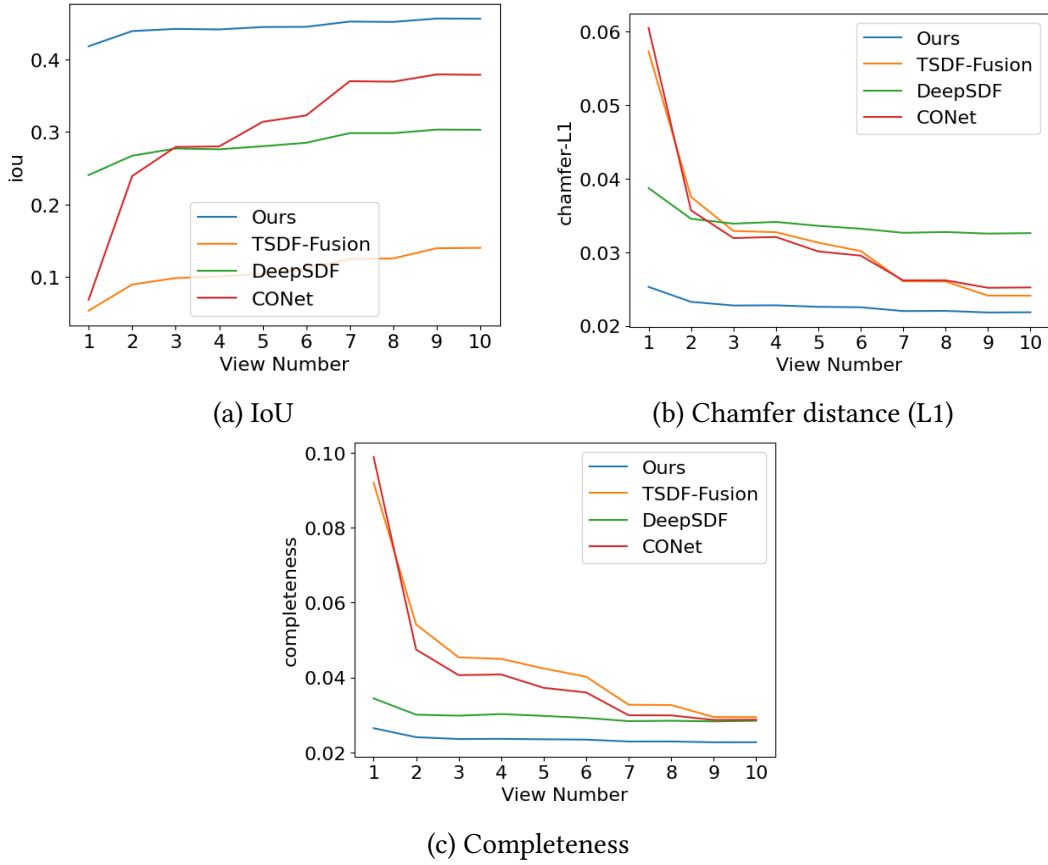 iou
0.4
0.3
0.2
0.1
Ours
TSDF-Fusion
DeepSDF
CONet
1 2 3 4 5 6 7 8 9 10
View Number
(a) IoU
chamfer-L1
0.06
0.05
0.04
0.03
0.02
Ours
TSDF-Fusion
DeepSDF
CONet
1 2 3 4 5 6 7 8 9 10
View Number
(b) Chamfer distance (L1)
completeness
0.10
0.08
0.06
0.04
0.02
Ours
TSDF-Fusion
DeepSDF
CONet
1 2 3 4 5 6 7 8 9 10
View Number
(c) Completeness